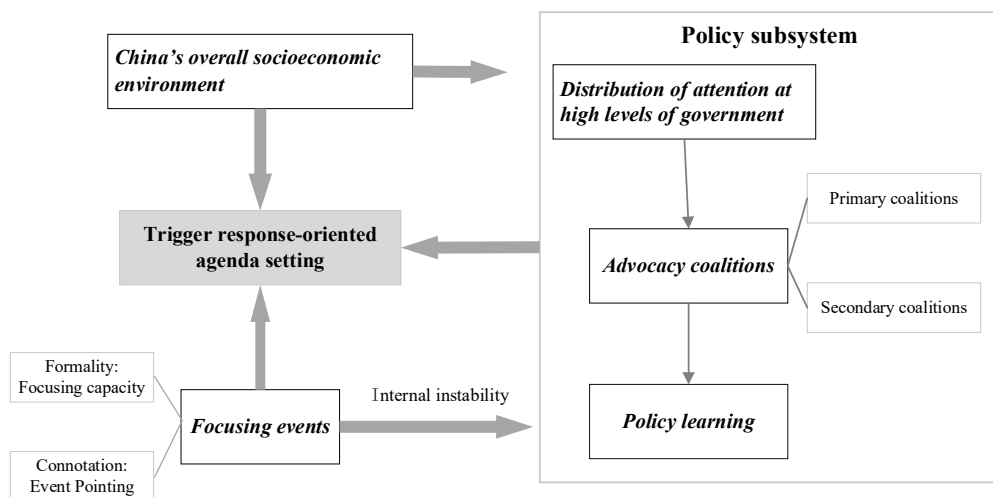 China's overall socioeconomic
environment
Policy subsystem
Distribution of attention at
high levels of government
Primary coalitions
Trigger response-oriented
agenda setting
Advocacy coalitions
Secondary coalitions
Formality:
Focusing capacity
Internal instability
Focusing events
Policy learning
Connotation:
Event Pointing